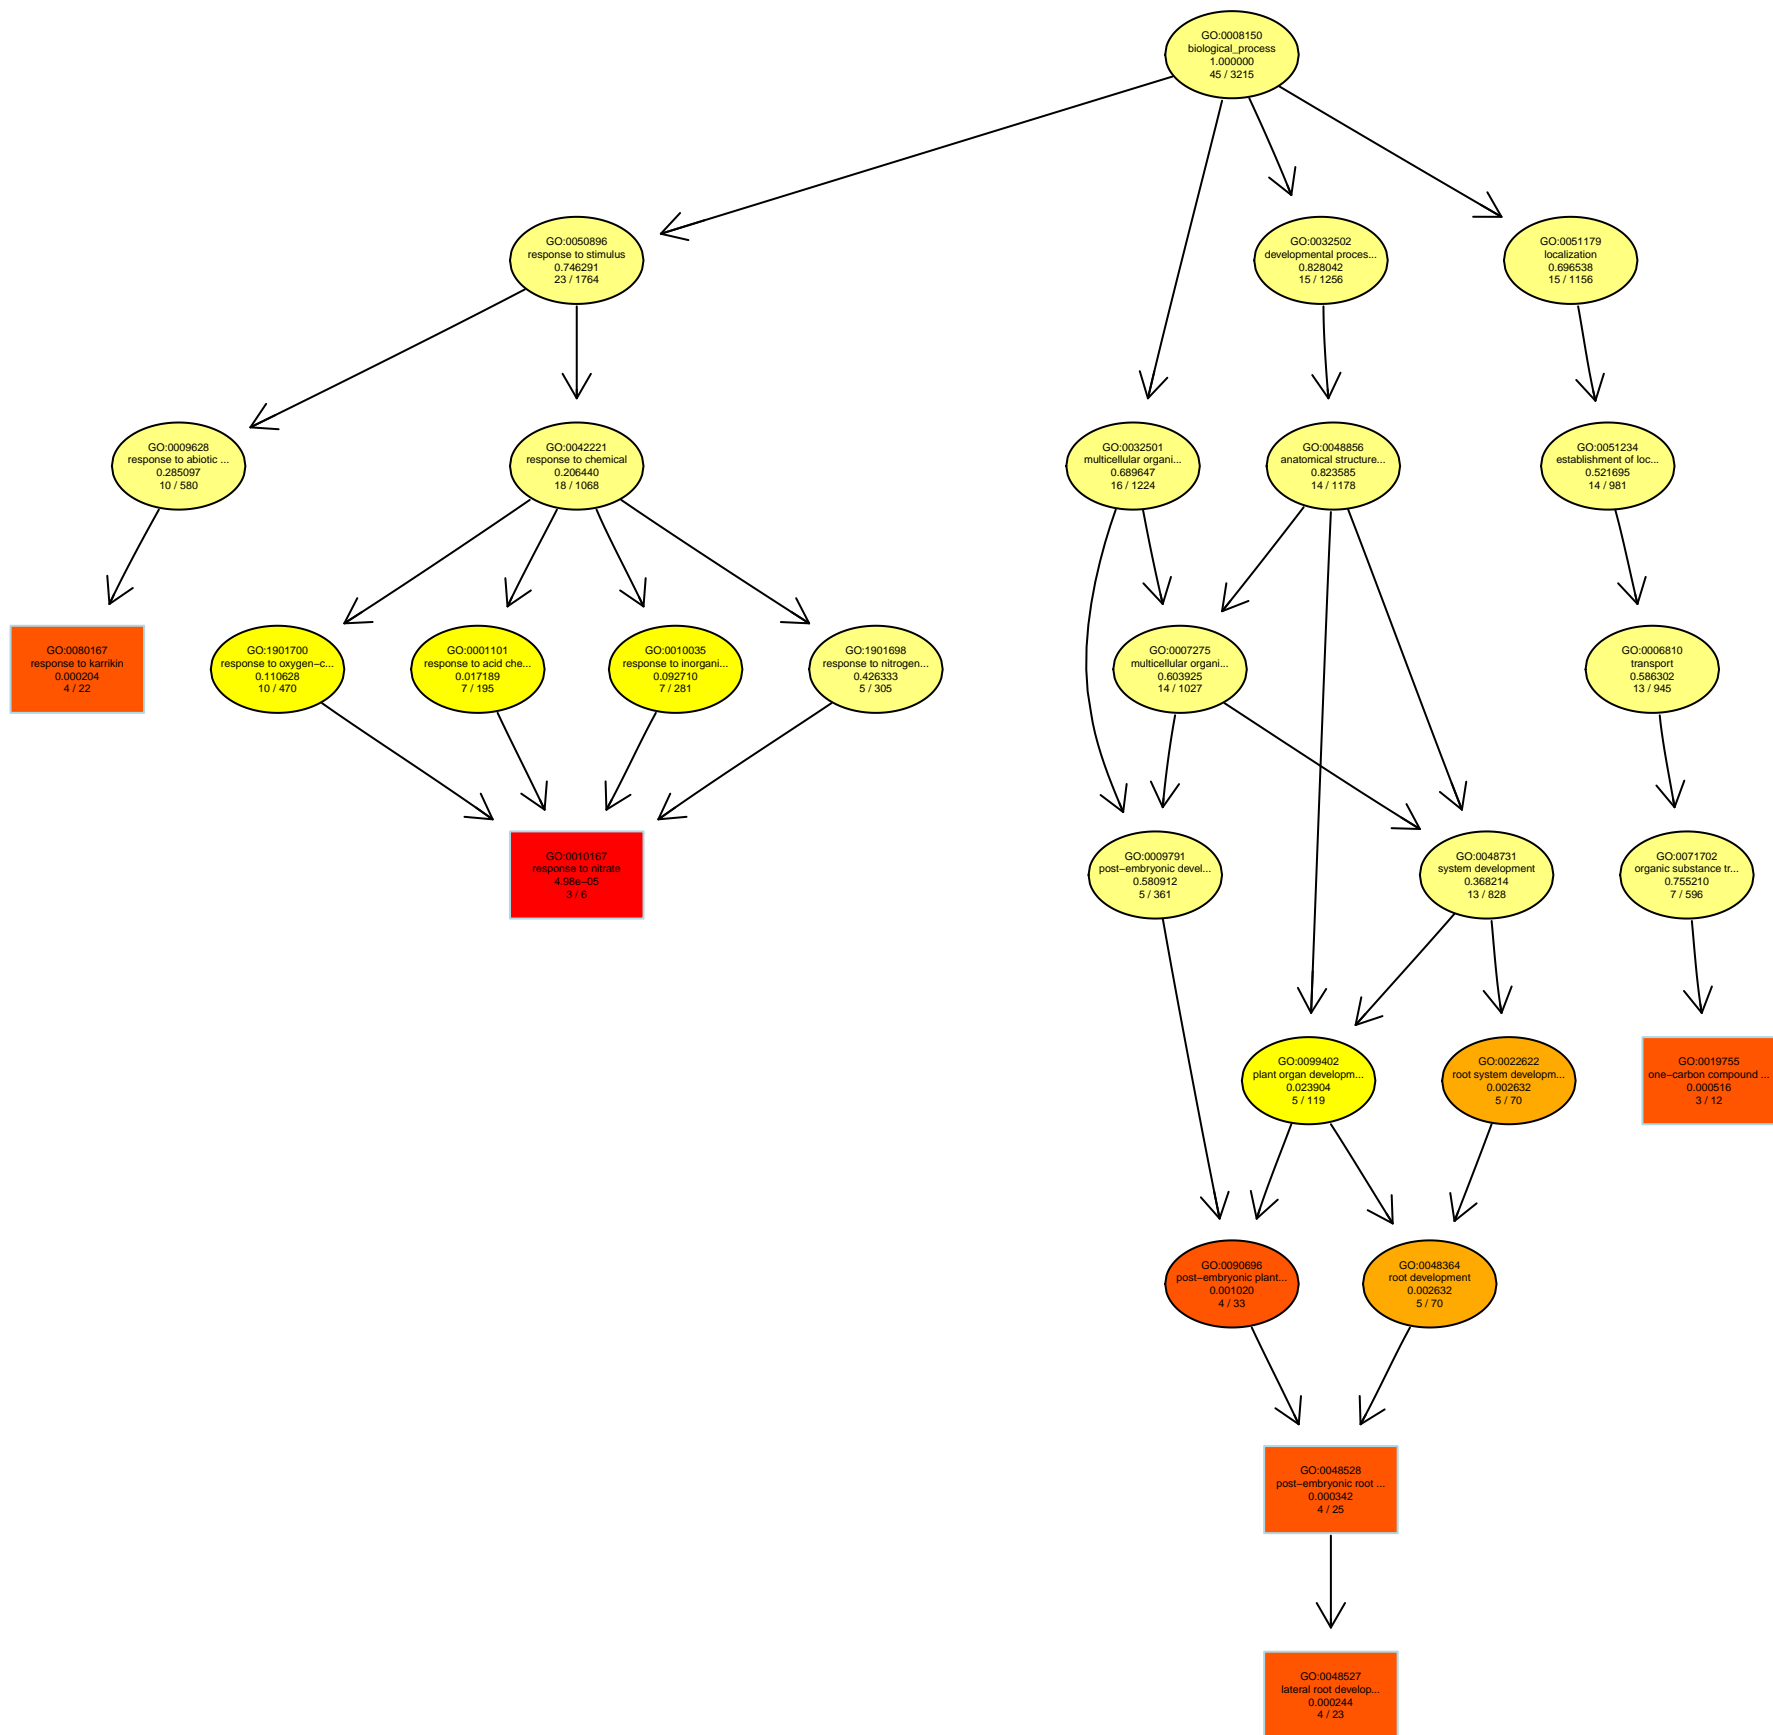 GO:0008150
biological_process
1.000000
45 / 3215
GO:0050896
response to stimulus
0.746291
23 / 1764
GO:0032502
developmental proces...
0.828042
15 / 1256
GO:0051179
localization
0.696538
15 / 1156
GO:0009628
response to abiotic ...
0.285097
10 / 580
GO:0042221
response to chemical
0.206440
18 / 1068
GO:0032501
multicellular organi...
0.689647
16 / 1224
GO:0048856
anatomical structure...
0.823585
14 / 1178
GO:0051234
establishment of loc...
0.521695
14 / 981
GO:0080167
response to karrikin
0.000204
4 / 22
GO:1901700
response to oxygen−c...
0.110628
10 / 470
GO:0001101
response to acid che...
0.017189
7 / 195
GO:0010035
response to inorgani...
0.092710
7 / 281
GO:1901698
response to nitrogen...
0.426333
5 / 305
GO:0007275
multicellular organi...
0.603925
14 / 1027
GO:0006810
transport
0.586302
13 / 945
GO:0010167
response to nitrate
4.98e−05
3 / 6
GO:0009791
post−embryonic devel...
0.580912
5 / 361
GO:0048731
system development
0.368214
13 / 828
GO:0071702
organic substance tr...
0.755210
7 / 596
GO:0099402
plant organ developm...
0.023904
5 / 119
GO:0022622
root system developm...
0.002632
5 / 70
GO:0019755
one−carbon compound ...
0.000516
3 / 12
GO:0090696
post−embryonic plant...
0.001020
4 / 33
GO:0048364
root development
0.002632
5 / 70
GO:0048528
post−embryonic root ...
0.000342
4 / 25
GO:0048527
lateral root develop...
0.000244
4 / 23